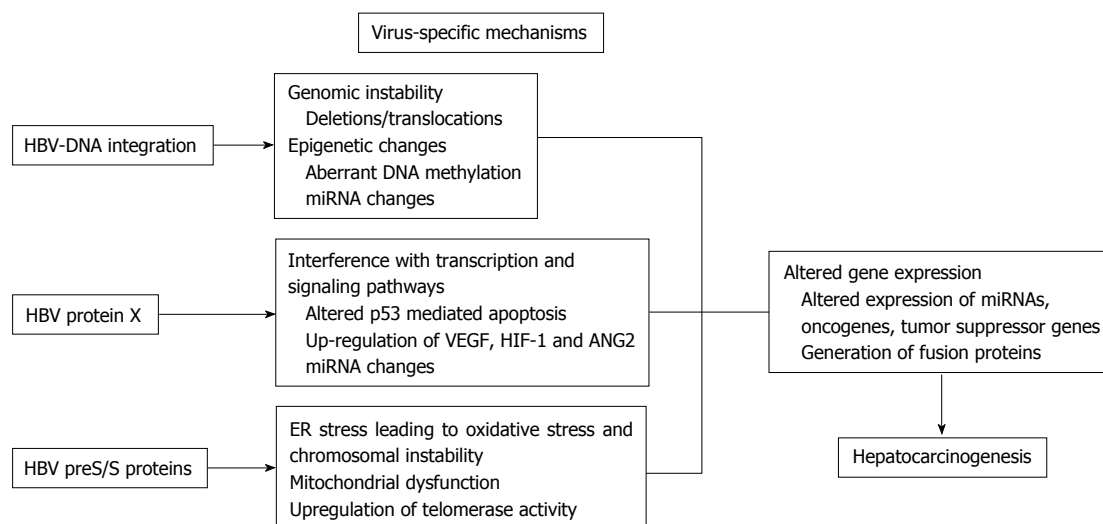 Virus-specific mechanisms
HBV-DNA integration
Genomic instability
Deletions/translocations
Epigenetic changes
Aberrant DNA methylation
miRNA changes
HBV protein X
Interference with transcription and
signaling pathways
Altered p53 mediated apoptosis
Up-regulation of VEGF, HIF-1 and ANG2
miRNA changes
HBV preS/S proteins
ER stress leading to oxidative stress and
chromosomal instability
Mitochondrial dysfunction
Upregulation of telomerase activity
Altered gene expression
Altered expression of miRNAs,
oncogenes, tumor suppressor genes
Generation of fusion proteins
Hepatocarcinogenesis